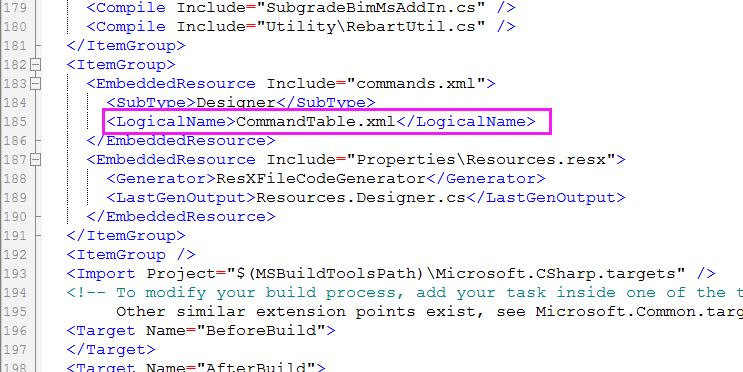 179 <Compile Include="SubgradeBimMsAddIn.cs" />
180 <Compile Include="Utility\RebartUtil.cs" />
181 </ItemGroup>
182 <ItemGroup>
183 <EmbeddedResource Include="commands.xml">
184 <SubType>Designer</SubType>
185 <LogicalName>CommandTable.xml</LogicalName>
186 </EmbeddedResource>
187 <EmbeddedResource Include="Properties\Resources.resx">
188 <Generator>ResXFileCodeGenerator</Generator>
189 <LastGenOutput>Resources.Designer.cs</LastGenOutput>
190 </EmbeddedResource>
191 </ItemGroup>
192 <ItemGroup />
193 <Import Project="$(MSBuildToolsPath)\Microsoft.CSharp.targets" />
194 <!-- To modify your build process, add your task inside one of the t
195 Other similar extension points exist, see Microsoft.Common.targ
196 <Target Name="BeforeBuild">
197 </Target>
198 <Target Name="AfterBuild">